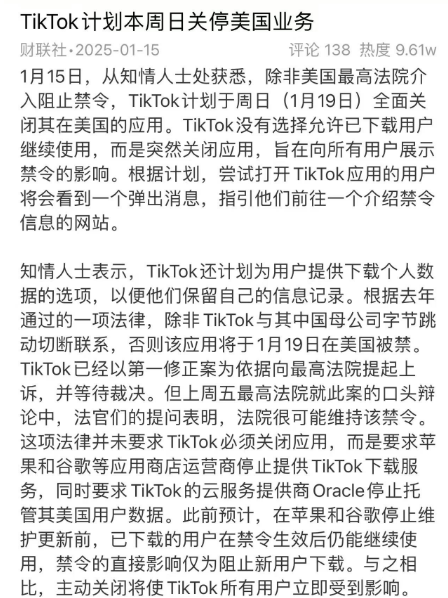 TikTok计划本周日关停美国业务
财联社·2025-01-15 评论 138 热度 9.61w
1月15日，从知情人士处获悉，除非美国最高法院介
入阻止禁令，TikTok计划于周日（1月19日）全面关
闭其在美国的应用。TikTok没有选择允许已下载用户
继续使用，而是突然关闭应用，旨在向所有用户展示
禁令的影响。根据计划，尝试打开TikTok应用的用户
将会看到一个弹出消息，指引他们前往一个介绍禁令
信息的网站。
知情人士表示，TikTok还计划为用户提供下载个人数
据的选项，以便他们保留自己的信息记录。根据去年
通过的一项法律，除非TikTok与其中国母公司字节跳
动切断联系，否则该应用将于1月19日在美国被禁。
TikTok已经以第一修正案为依据向最高法院提起上
诉，并等待裁决。但上周五最高法院就此案的口头辩
论中，法官们的提问表明，法院很可能维持该禁令。
这项法律并未要求TikTok必须关闭应用，而是要求苹
果和谷歌等应用商店运营商停止提供TikTok下载服
务，同时要求TikTok的云服务提供商Oracle停止托
管其美国用户数据。此前预计，在苹果和谷歌停止维
护更新前，已下载的用户在禁令生效后仍能继续使
用，禁令的直接影响仅为阻止新用户下载。与之相
比，主动关闭将使TikTok所有用户立即受到影响。